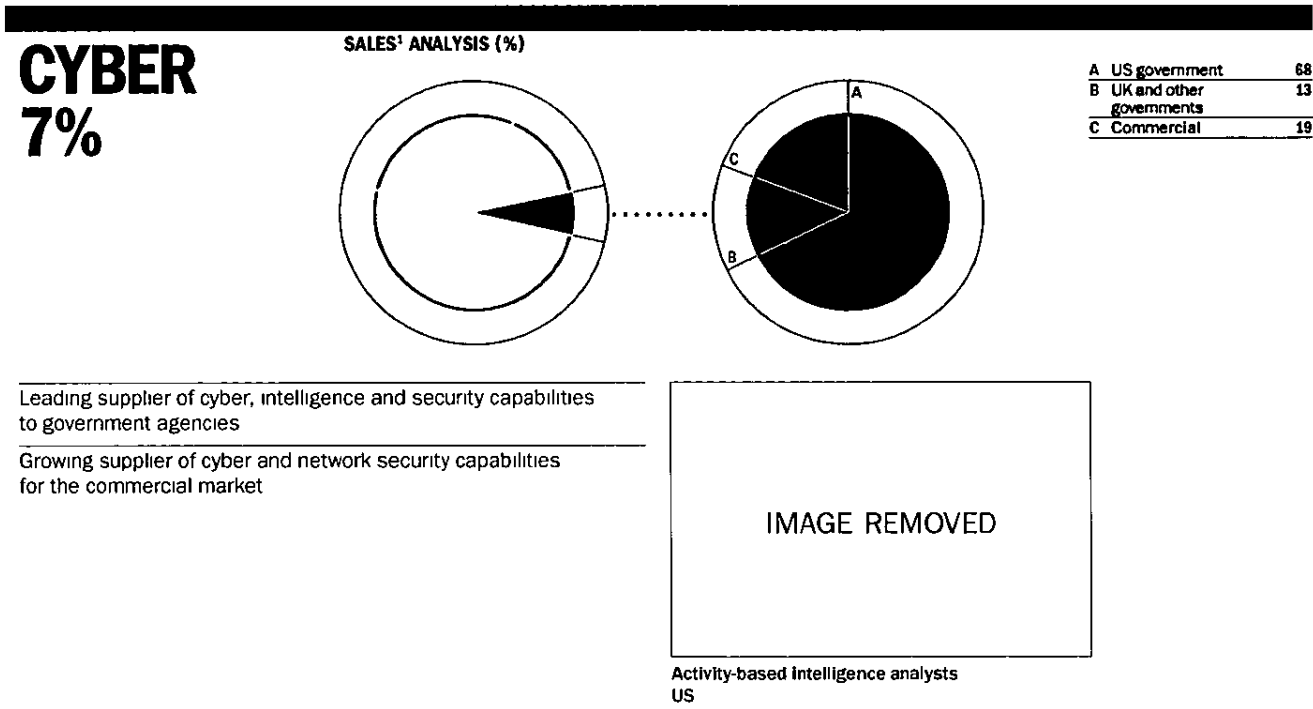 CYBER
7%
SALES¹ ANALYSIS (%)
A
C
B
A US government 68
B UK and other 13
governments
C Commercial 19
Leading supplier of cyber, intelligence and security capabilities
to government agencies
Growing supplier of cyber and network security capabilities
for the commercial market
IMAGE REMOVED
Activity-based intelligence analysts
US